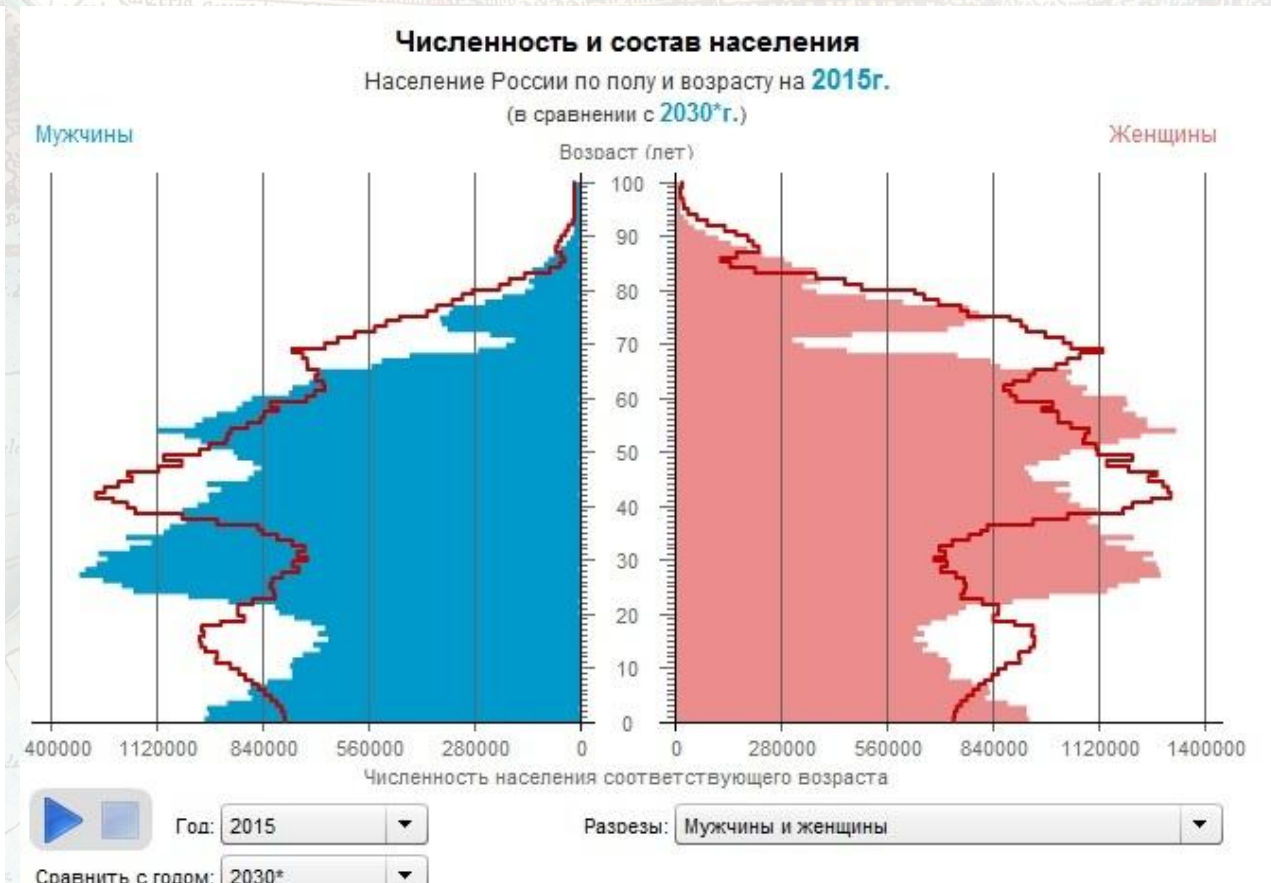 Численность и состав населения
Население России по полу и возрасту на 2015г.
(в сравнении с 2030*г.)
Мужчины
Женщины
Возраст (лет)
100
90
80
70
60
50
40
30
20
10
0
400000 1120000 840000 560000 280000 0
0 280000 560000 840000 1120000 1400000
Численность населения соответствующего возраста
Год: 2015
Разрезы: Мужчины и женщины
Сравнить с годом: 2030*